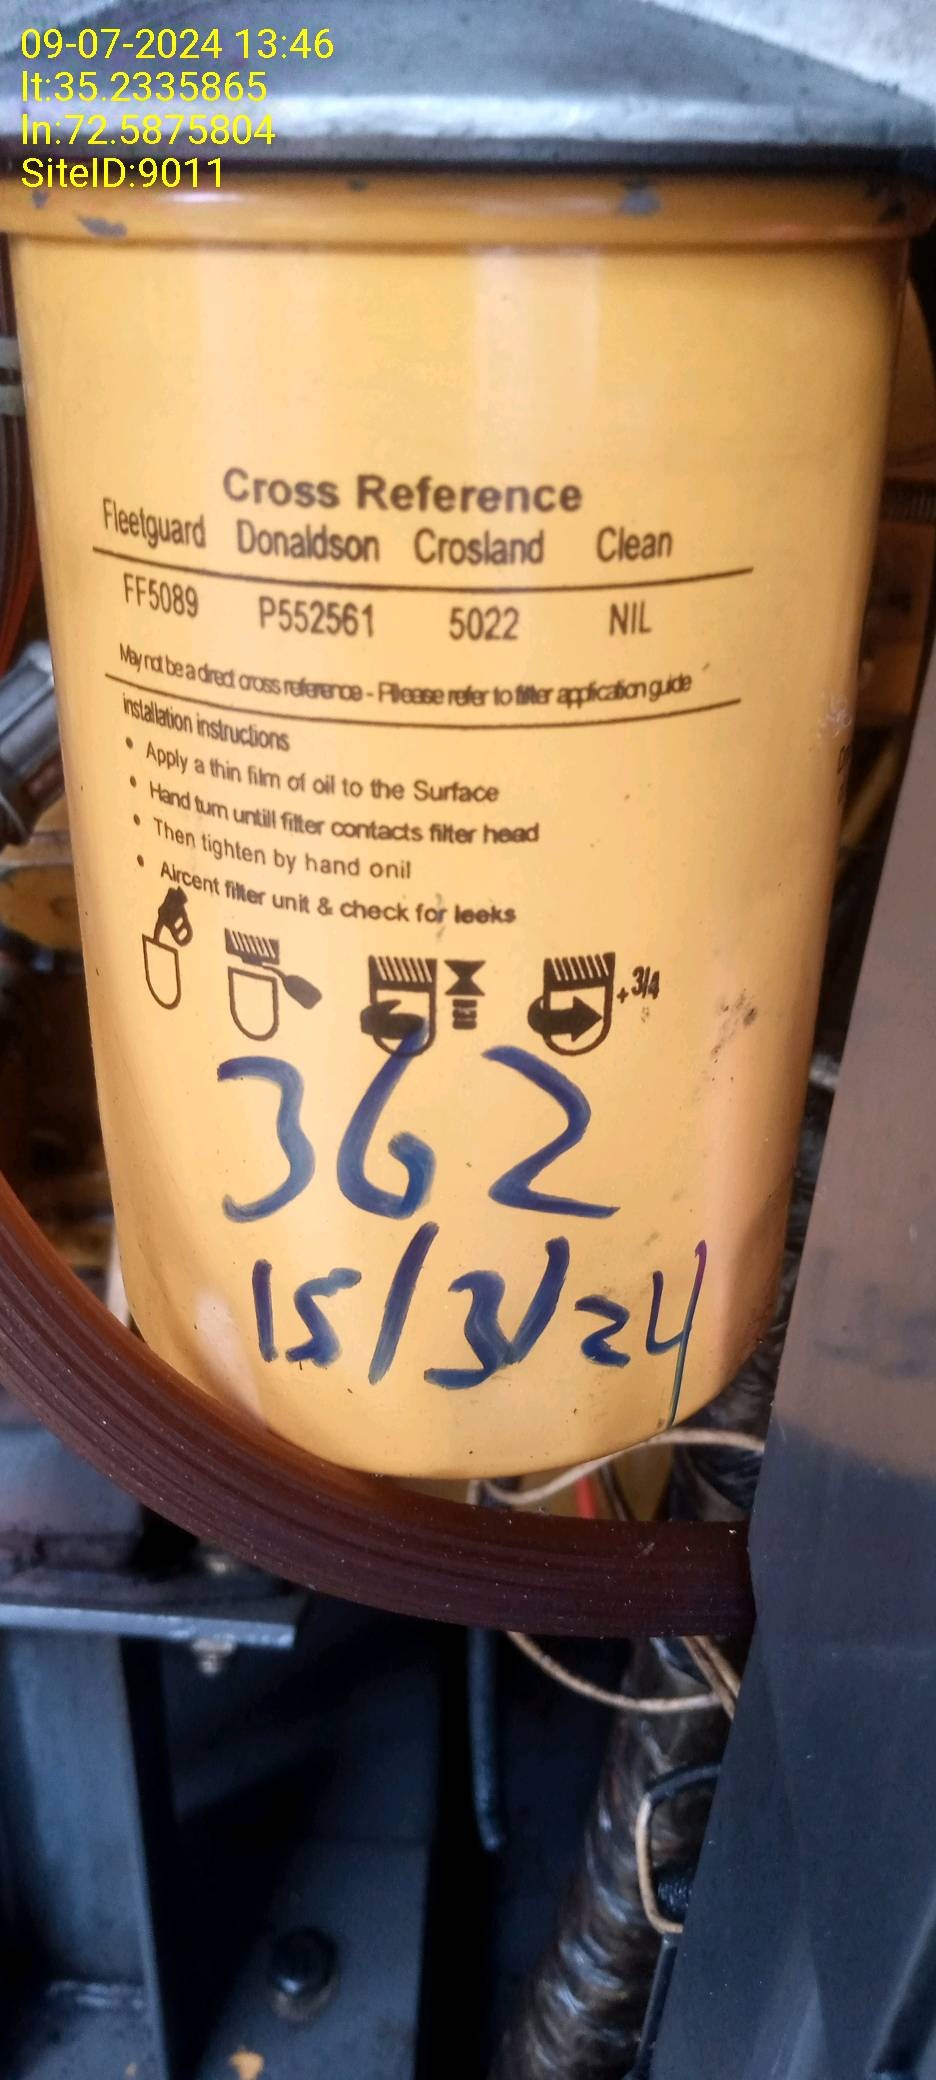 09-07-2024 13:46
lt:35.2335865
ln:72.5875804
SiteID:9011
Cross Reference
Fleetguard Donaldson Crosland Clean
FF5089 P552561 5022 NIL
May not be a direct cross reference - Pllease refer to filter application guide
installation instructions
• Apply a thin film of oil to the Surface
• Hand turn untill filter contacts filter head
• Then tighten by hand onil
• Aircent filter unit & check for leeks
+ 3/4
362
15/3/24